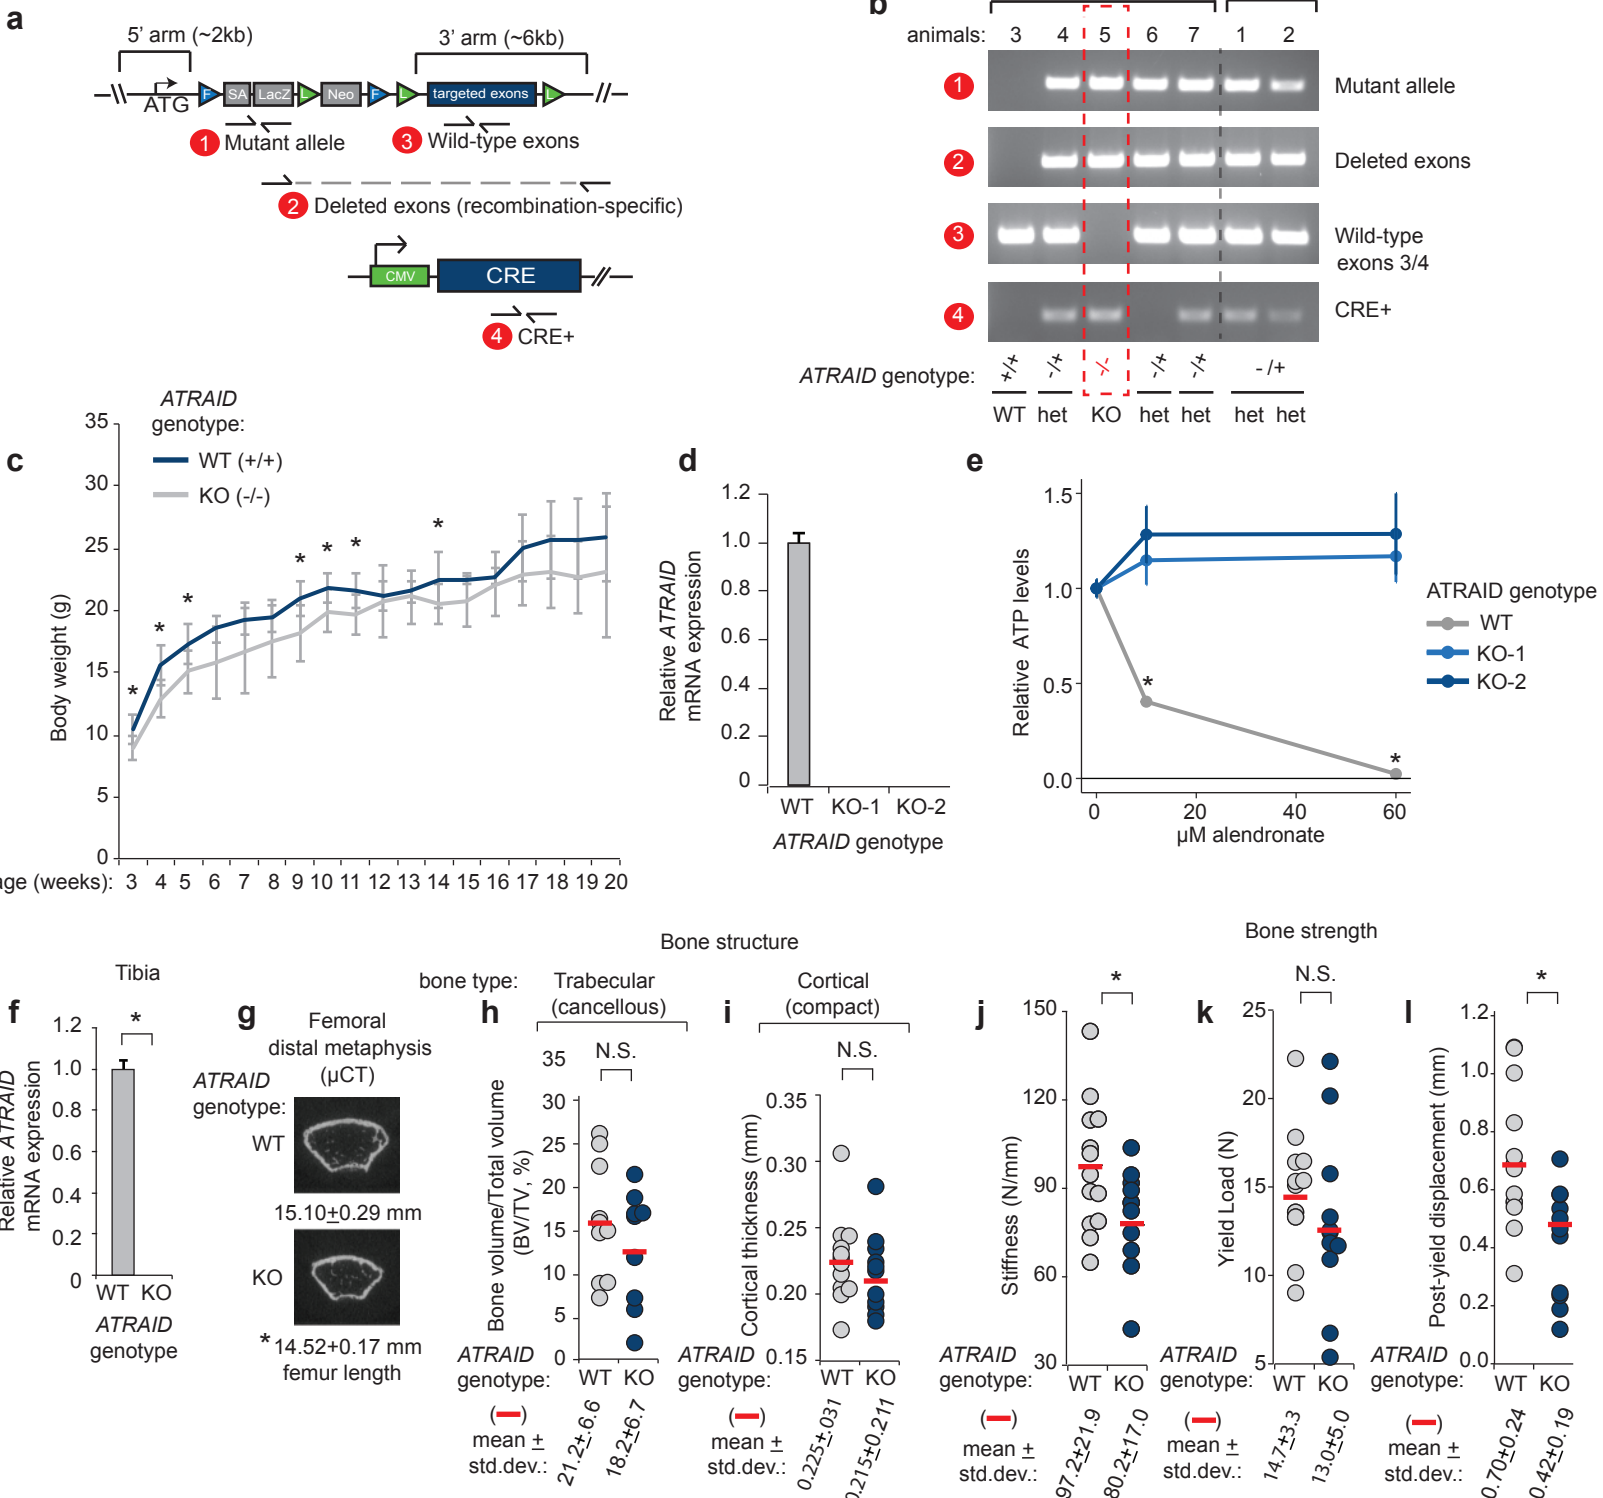 a
5' arm (~2kb)
3' arm (~6kb)
ATG
F
SA
LacZ
L
Neo
F
L
targeted exons
L
1 Mutant allele
3 Wild-type exons
2 Deleted exons (recombination-specific)
CMV
CRE
4 CRE+
b
animals: 3 4 5 6 7 1 2
1 Mutant allele
2 Deleted exons
3 Wild-type
exons 3/4
4 CRE+
ATRAID genotype: +/+ -/+ -/- -/+ -/+ -/+
WT het KO het het het het
c
ATRAID
genotype:
WT (+/+)
KO (-/-)
Body weight (g)
35
30
25
20
15
10
5
0
* * * * * * *
age (weeks): 3 4 5 6 7 8 9 10 11 12 13 14 15 16 17 18 19 20
d
Relative ATRAID
mRNA expression
1.2
1.0
0.8
0.6
0.4
0.2
0
WT KO-1 KO-2
ATRAID genotype
e
Relative ATP levels
1.5
1.0
0.5
0.0
* *
0 20 40 60
µM alendronate
ATRAID genotype
WT
KO-1
KO-2
f
Tibia
*
Relative ATRAID
mRNA expression
1.2
1.0
0.8
0.6
0.4
0.2
0
WT KO
ATRAID
genotype
g
Femoral
distal metaphysis
(µCT)
ATRAID
genotype:
WT
15.10±0.29 mm
KO
*14.52+0.17 mm
femur length
Bone structure
bone type:
h
Trabecular
(cancellous)
N.S.
Bone volume/Total volume
(BV/TV, %)
35
30
25
20
15
10
5
0
ATRAID
genotype: WT KO
(—)
mean ±
std.dev.: 21.2±.6.6 18.2±6.7
i
Cortical
(compact)
N.S.
Cortical thickness (mm)
0.35
0.30
0.25
0.20
0.15
ATRAID
genotype: WT KO
(—)
mean ±
std.dev.: 0.225±.031 0.215±0.211
Bone strength
j
*
Stiffness (N/mm)
150
120
90
60
30
ATRAID
genotype: WT KO
(—)
mean ±
std.dev.: 97.2±21.9 80.2±17.0
k
N.S.
Yield Load (N)
25
20
15
10
5
ATRAID
genotype: WT KO
(—)
mean ±
std.dev.: 14.7±3.3 13.0±5.0
l
*
Post-yield displacement (mm)
1.2
1.0
0.8
0.6
0.4
0.2
0.0
ATRAID
genotype: WT KO
(—)
mean ±
std.dev.: 0.70±0.24 0.42±0.19